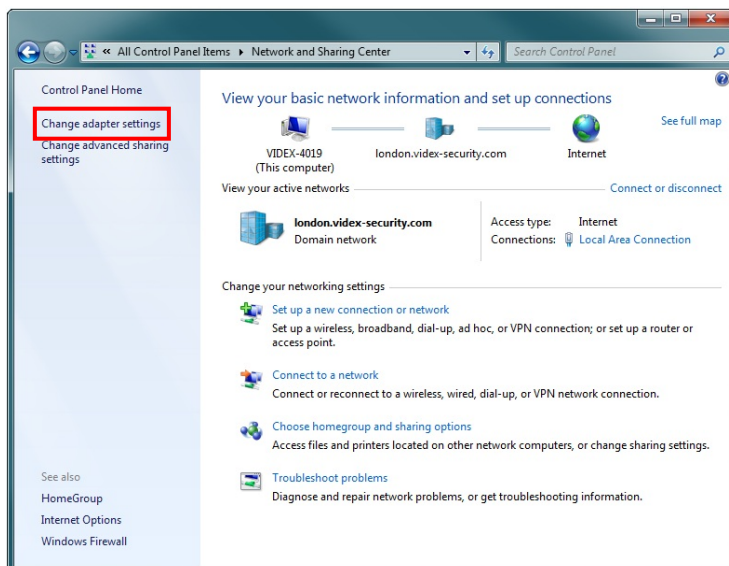 « All Control Panel Items ▸ Network and Sharing Center
Search Control Panel
Control Panel Home
Change adapter settings
Change advanced sharing
settings
See also
HomeGroup
Internet Options
Windows Firewall
View your basic network information and set up connections
See full map
VIDEX-4019
(This computer)
london.videx-security.com
Internet
View your active networks
Connect or disconnect
london.videx-security.com
Domain network
Access type: Internet
Connections: Local Area Connection
Change your networking settings
Set up a new connection or network
Set up a wireless, broadband, dial-up, ad hoc, or VPN connection; or set up a router or
access point.
Connect to a network
Connect or reconnect to a wireless, wired, dial-up, or VPN network connection.
Choose homegroup and sharing options
Access files and printers located on other network computers, or change sharing settings.
Troubleshoot problems
Diagnose and repair network problems, or get troubleshooting information.